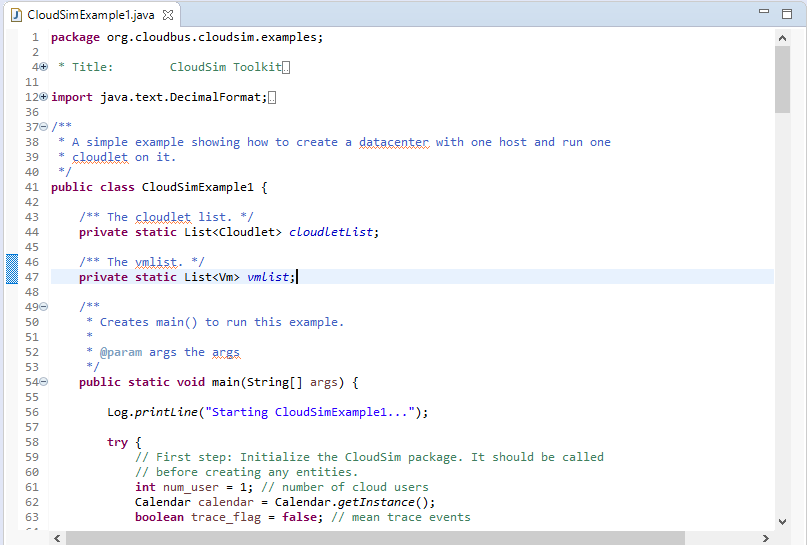 CloudSimExample1.java
1 package org.cloudbus.cloudsim.examples;
2
4 * Title:        CloudSim Toolkit
11
12 import java.text.DecimalFormat;
36
37 /**
38  * A simple example showing how to create a datacenter with one host and run one
39  * cloudlet on it.
40  */
41 public class CloudSimExample1 {
42
43     /** The cloudlet list. */
44     private static List<Cloudlet> cloudletList;
45
46     /** The vmlist. */
47     private static List<Vm> vmlist;
48
49     /**
50      * Creates main() to run this example.
51      *
52      * @param args the args
53      */
54     public static void main(String[] args) {
55
56         Log.printLine("Starting CloudSimExample1...");
57
58         try {
59             // First step: Initialize the CloudSim package. It should be called
60             // before creating any entities.
61             int num_user = 1; // number of cloud users
62             Calendar calendar = Calendar.getInstance();
63             boolean trace_flag = false; // mean trace events